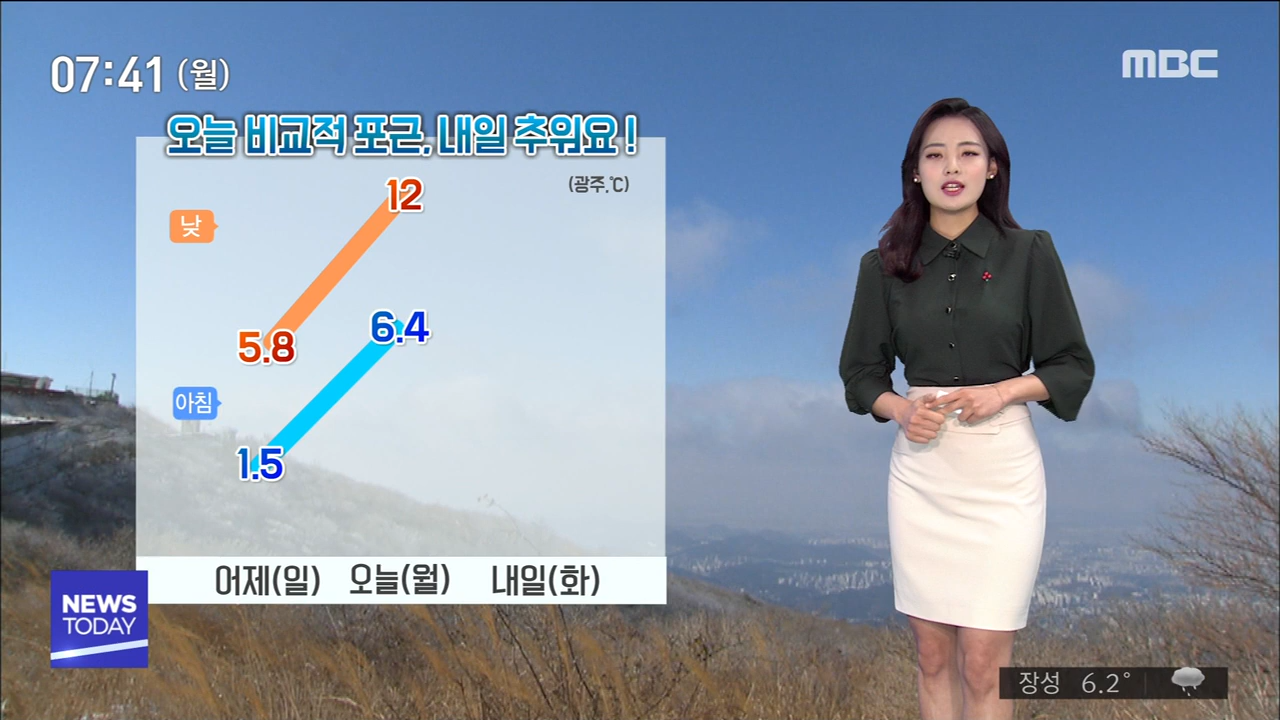 07:41 (월)
MBC
오늘 비교적 포근, 내일 추워요!
(광주,℃)
낮
12
5.8
6.4
아침
1.5
어제(일) 오늘(월) 내일(화)
NEWS
TODAY
장성 6.2°